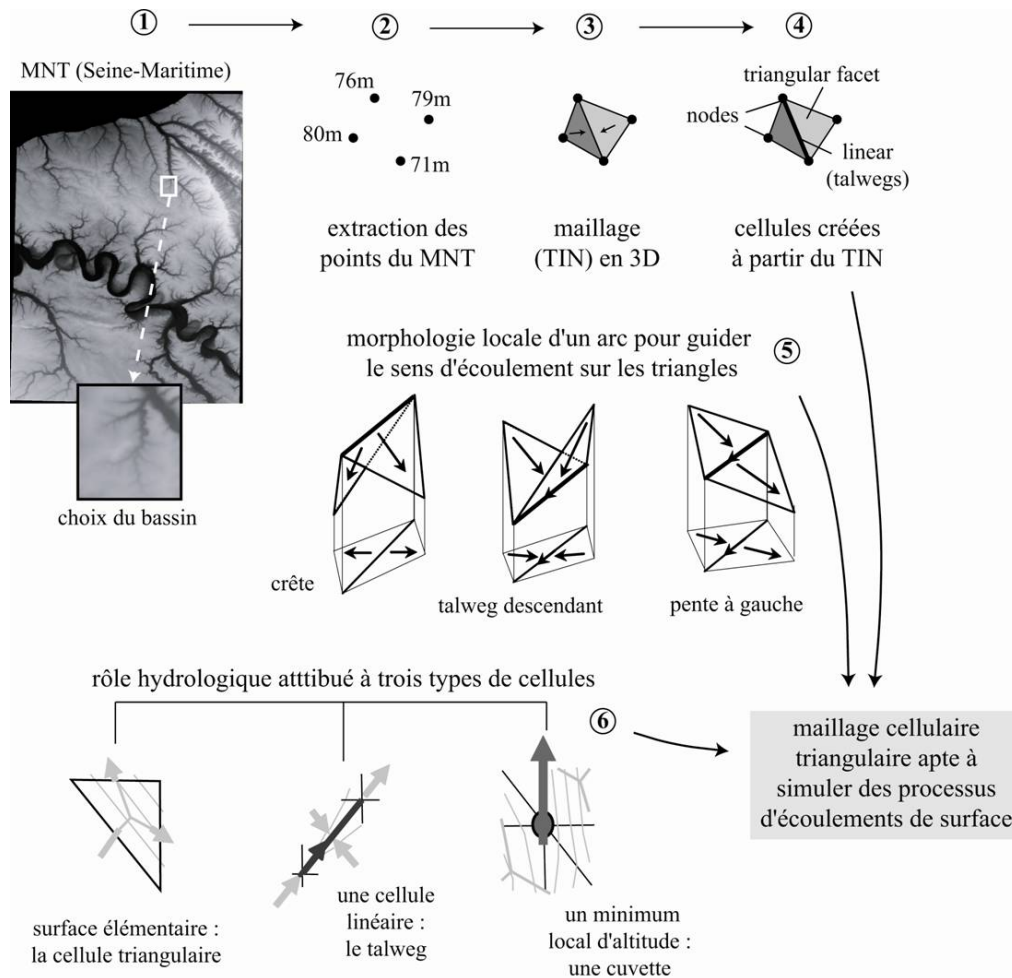 ①
②
③
④
MNT (Seine-Maritime)
76m
79m
80m
71m
triangular facet
nodes
linear
(talwegs)
extraction des
points du MNT
maillage
(TIN) en 3D
cellules créées
à partir du TIN
choix du bassin
morphologie locale d'un arc pour guider
le sens d'écoulement sur les triangles
⑤
crête
talweg descendant
pente à gauche
rôle hydrologique atttibué à trois types de cellules
⑥
surface élémentaire :
la cellule triangulaire
une cellule
linéaire :
le talweg
un minimum
local d'altitude :
une cuvette
maillage cellulaire
triangulaire apte à
simuler des processus
d'écoulements de surface